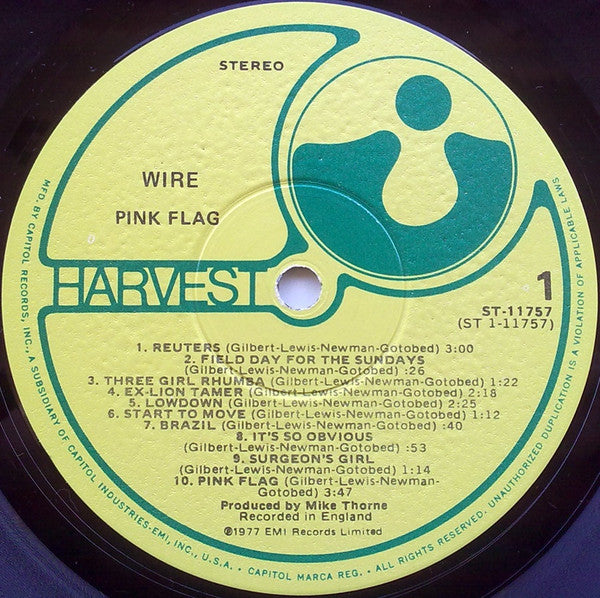 STEREO
WIRE
PINK FLAG
HARVEST
1
ST-11757
(ST 1-11757)
1. REUTERS (Gilbert-Lewis-Newman-Gotobed) 3:00
2. FIELD DAY FOR THE SUNDAYS
(Gilbert-Lewis-Newman-Gotobed) :26
3. THREE GIRL RHUMBA (Gilbert-Lewis-Newman-Gotobed) 1:22
4. EX-LION TAMER (Gilbert-Lewis-Newman-Gotobed) 2:18
5. LOWDOWN (Gilbert-Lewis-Newman-Gotobed) 2:25
6. START TO MOVE (Gilbert-Lewis-Newman-Gotobed) 1:12
7. BRAZIL (Gilbert-Lewis-Newman-Gotobed) :40
8. IT'S SO OBVIOUS
(Gilbert-Lewis-Newman-Gotobed) :53
9. SURGEON'S GIRL
(Gilbert-Lewis-Newman-Gotobed) 1:14
10. PINK FLAG (Gilbert-Lewis-Newman-
Gotobed) 3:47
Produced by Mike Thorne
Recorded in England
℗1977 EMI Records Limited
MFD. BY CAPITOL RECORDS, INC., A SUBSIDIARY OF CAPITOL INDUSTRIES-EMI, INC., U.S.A. • CAPITOL MARCA REG. • ALL RIGHTS RESERVED. UNAUTHORIZED DUPLICATION IS A VIOLATION OF APPLICABLE LAWS